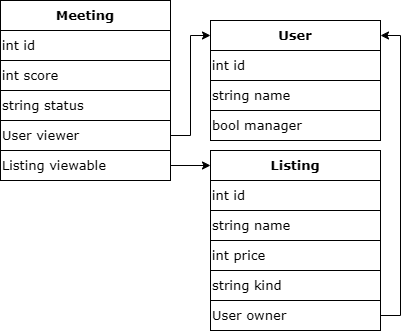 Meeting
int id
int score
string status
User viewer
Listing viewable
User
int id
string name
bool manager
Listing
int id
string name
int price
string kind
User owner